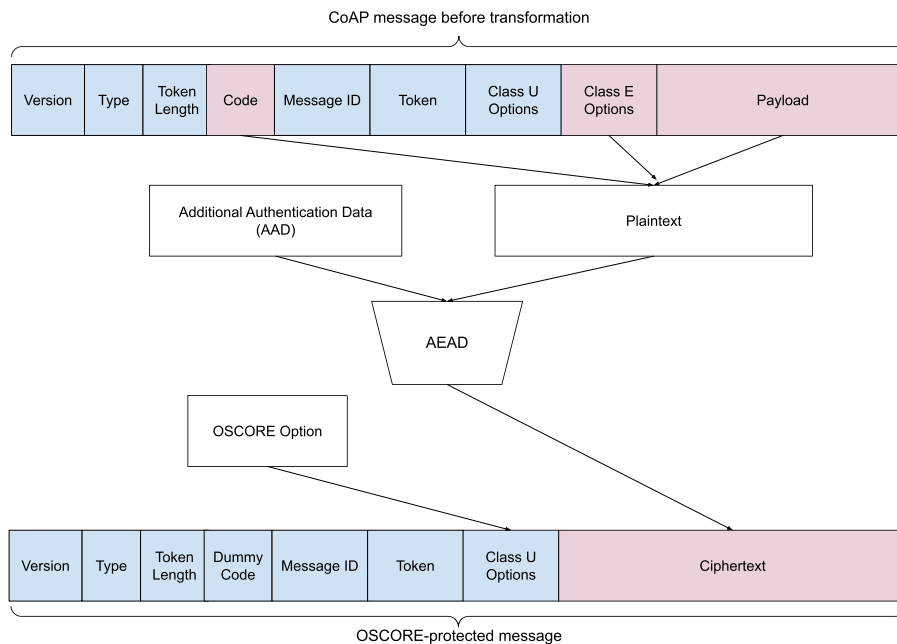 CoAP message before transformation
Version
Type
Token
Length
Code
Message ID
Token
Class U
Options
Class E
Options
Payload
Additional Authentication Data
(AAD)
Plaintext
AEAD
OSCORE Option
Version
Type
Token
Length
Dummy
Code
Message ID
Token
Class U
Options
Ciphertext
OSCORE-protected message